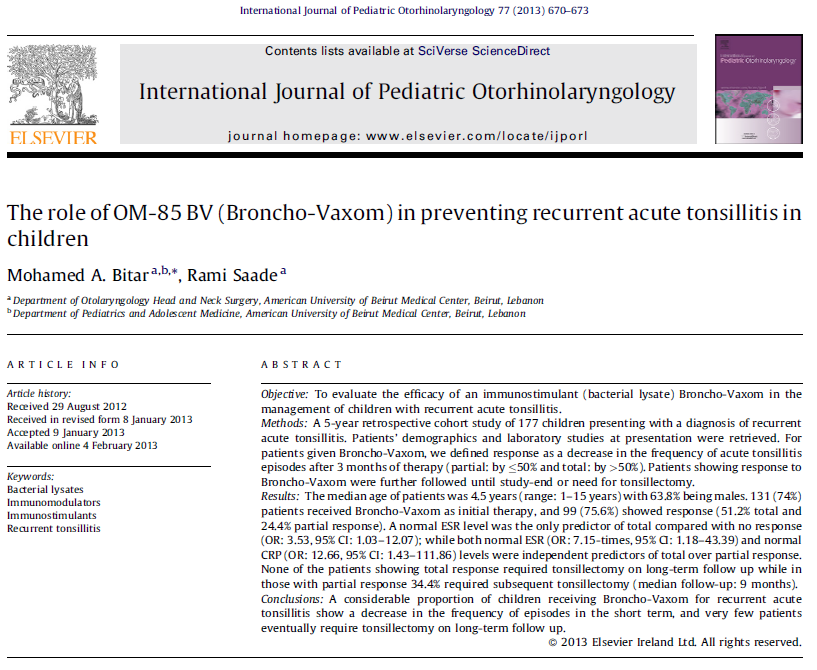 International Journal of Pediatric Otorhinolaryngology 77 (2013) 670–673
Contents lists available at SciVerse ScienceDirect
International Journal of Pediatric Otorhinolaryngology
journal homepage: www.elsevier.com/locate/ijporl
ELSEVIER
Pediatric Otorhinolaryngology
The role of OM-85 BV (Broncho-Vaxom) in preventing recurrent acute tonsillitis in
children
Mohamed A. Bitar a,b,*, Rami Saade a
a Department of Otolaryngology Head and Neck Surgery, American University of Beirut Medical Center, Beirut, Lebanon
b Department of Pediatrics and Adolescent Medicine, American University of Beirut Medical Center, Beirut, Lebanon
ARTICLE INFO
Article history:
Received 29 August 2012
Received in revised form 8 January 2013
Accepted 9 January 2013
Available online 4 February 2013
Keywords:
Bacterial lysates
Immunomodators
Immunostimulants
Recurrent tonsillitis
ABSTRACT
Objective: To evaluate the efficacy of an immunostimulant (bacterial lysate) Broncho-Vaxom in the
management of children with recurrent acute tonsillitis.
Methods: A 5-year retrospective cohort study of 177 children presenting with a diagnosis of recurrent
acute tonsillitis. Patients' demographics and laboratory studies at presentation were retrieved. For
patients given Broncho-Vaxom, we defined response as a decrease in the frequency of acute tonsillitis
episodes after 3 months of therapy (partial: by ≤50% and total: by >50%). Patients showing response to
Broncho-Vaxom were further followed until study-end or need for tonsillectomy.
Results: The median age of patients was 4.5 years (range: 1–15 years) with 63.8% being males. 131 (74%)
patients received Broncho-Vaxom as initial therapy, and 99 (75.6%) showed response (51.2% total and
24.4% partial response). A normal ESR level was the only predictor of total compared with no response
(OR: 3.53, 95% CI: 1.03–12.07); while both normal ESR (OR: 7.15-times, 95% CI: 1.18–43.39) and normal
CRP (OR: 12.66, 95% CI: 1.43–111.86) levels were independent predictors of total over partial response.
None of the patients showing total response required tonsillectomy on long-term follow up while in
those with partial response 34.4% required subsequent tonsillectomy (median follow-up: 9 months).
Conclusions: A considerable proportion of children receiving Broncho-Vaxom for recurrent acute
tonsillitis show a decrease in the frequency of episodes in the short term, and very few patients
eventually require tonsillectomy on long-term follow up.
© 2013 Elsevier Ireland Ltd. All rights reserved.